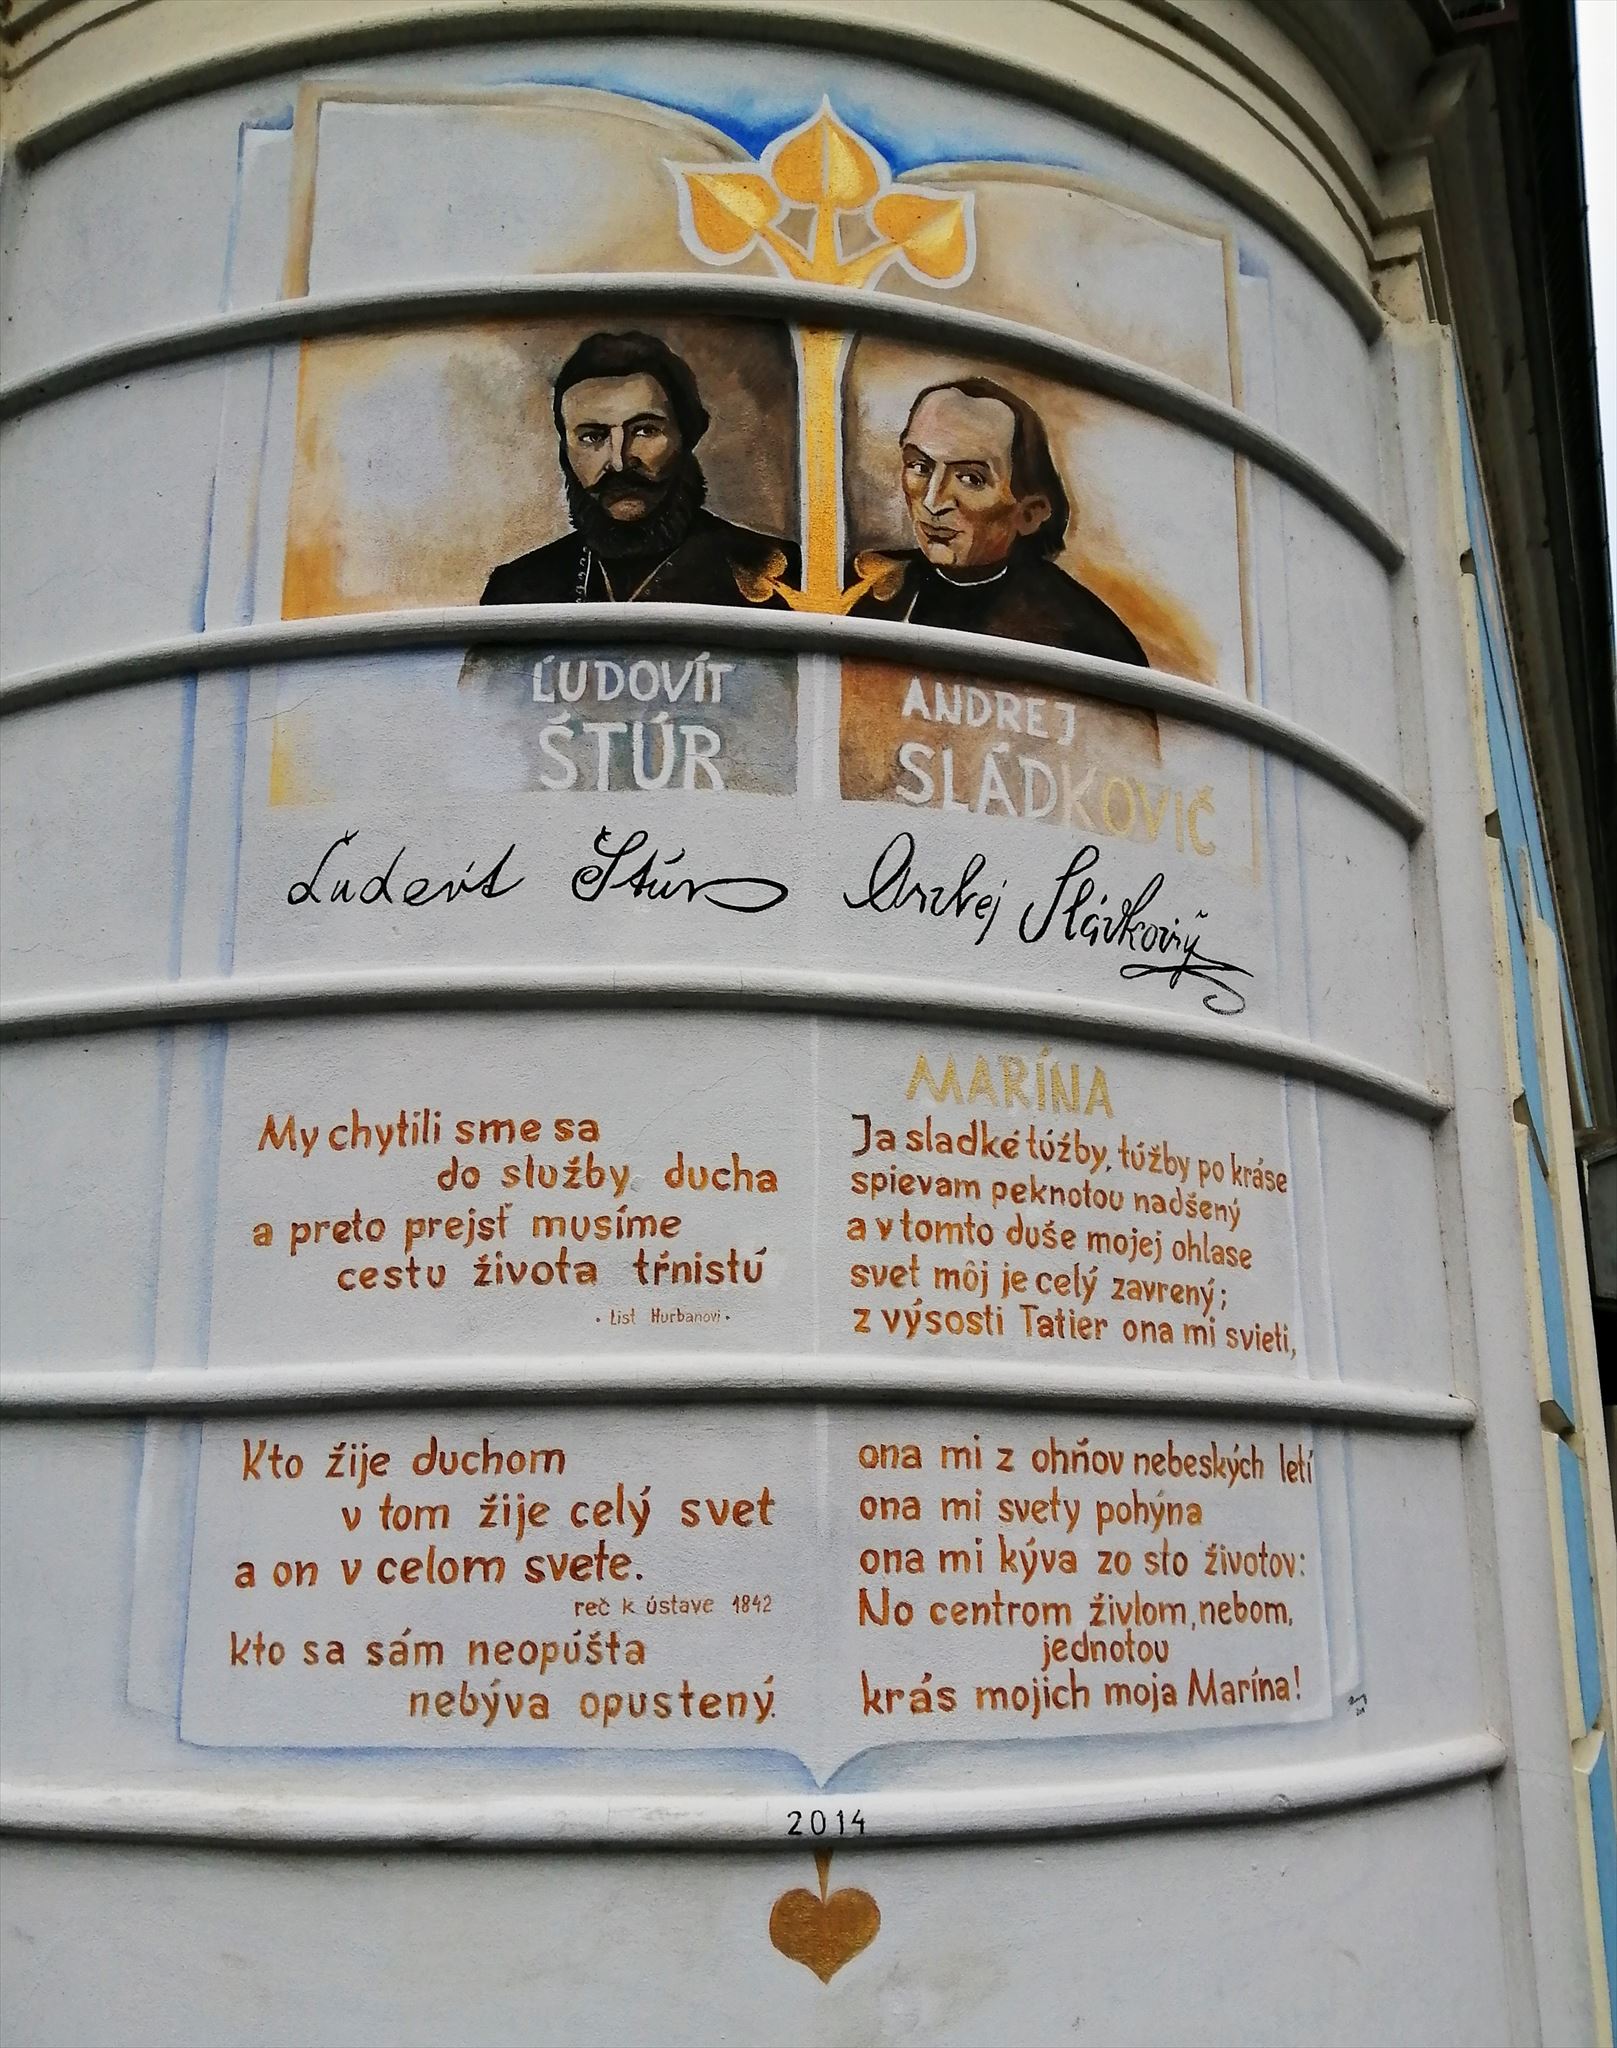 ĽUDOVÍT
ŠTÚR
ANDREJ
SLÁDKOVIČ
Ľudevít Štúr
Andrej Sládkovič
My chytili sme sa
do služby ducha
a preto prejsť musíme
cestu života tŕnistú
· List Hurbanovi ·
Kto žije duchom
v tom žije celý svet
a on v celom svete.
reč k ústave 1842
kto sa sám neopúšta
nebýva opustený.
MARÍNA
Ja sladké túžby, túžby po kráse
spievam peknotou nadšený
a v tomto duše mojej ohlase
svet môj je celý zavrený;
z výsosti Tatier ona mi svieti,
ona mi z ohňov nebeských letí
ona mi svety pohýna
ona mi kýva zo sto životov:
No centrom živlom, nebom,
jednotou
krás mojich moja Marína!
2014